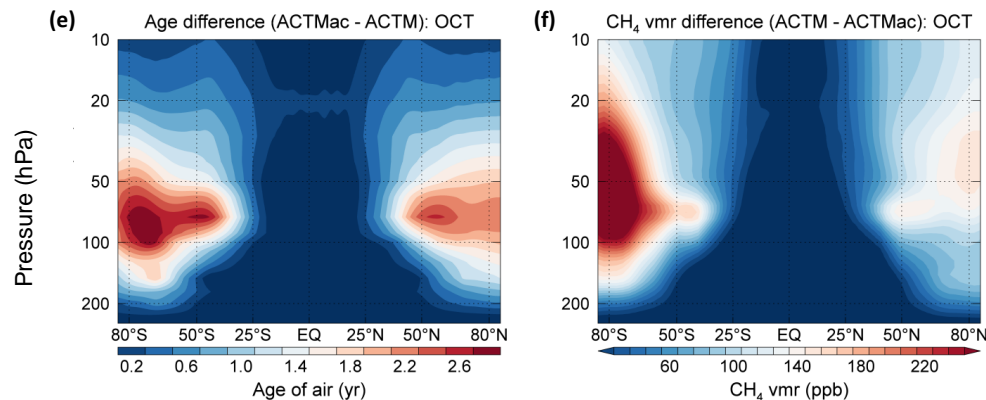 (e) Age difference (ACTMac - ACTM): OCT
Pressure (hPa)
10
20
50
100
200
80°S 50°S 25°S EQ 25°N 50°N 80°N
0.2 0.6 1.0 1.4 1.8 2.2 2.6
Age of air (yr)
(f) CH₄ vmr difference (ACTM - ACTMac): OCT
10
20
50
100
200
80°S 50°S 25°S EQ 25°N 50°N 80°N
60 100 140 180 220
CH₄ vmr (ppb)